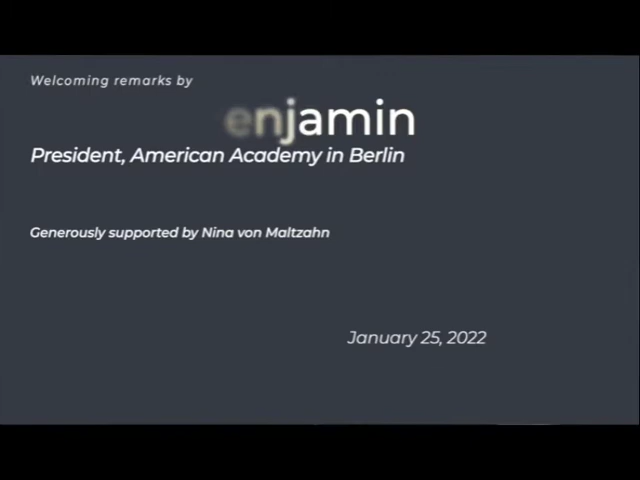 Welcoming remarks by
enjamin
President, American Academy in Berlin
Generously supported by Nina von Maltzahn
January 25, 2022